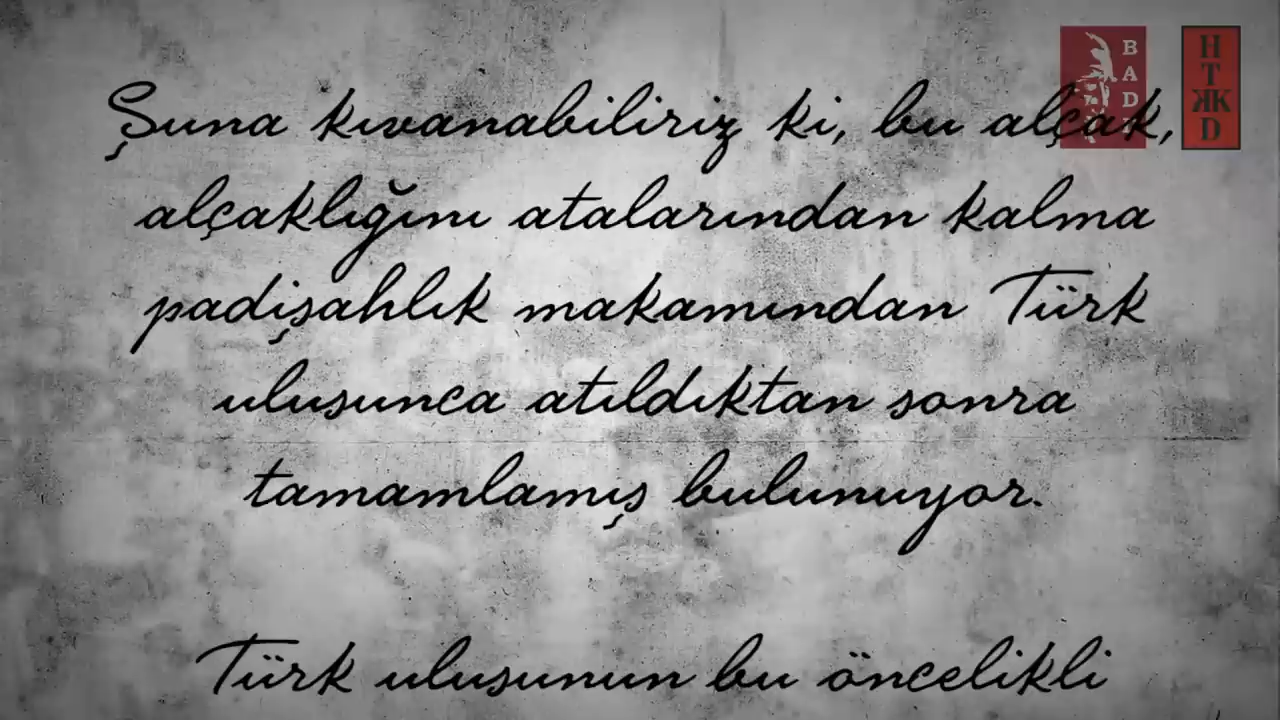 Şuna kıvanabiliriz ki, bu alçak,
alçaklığını atalarından kalma
padişahlık makamından Türk
ulusunca atıldıktan sonra
tamamlamış bulunuyor.
Türk ulusunun bu öncelikli
B
A
D
H
T
KK
D